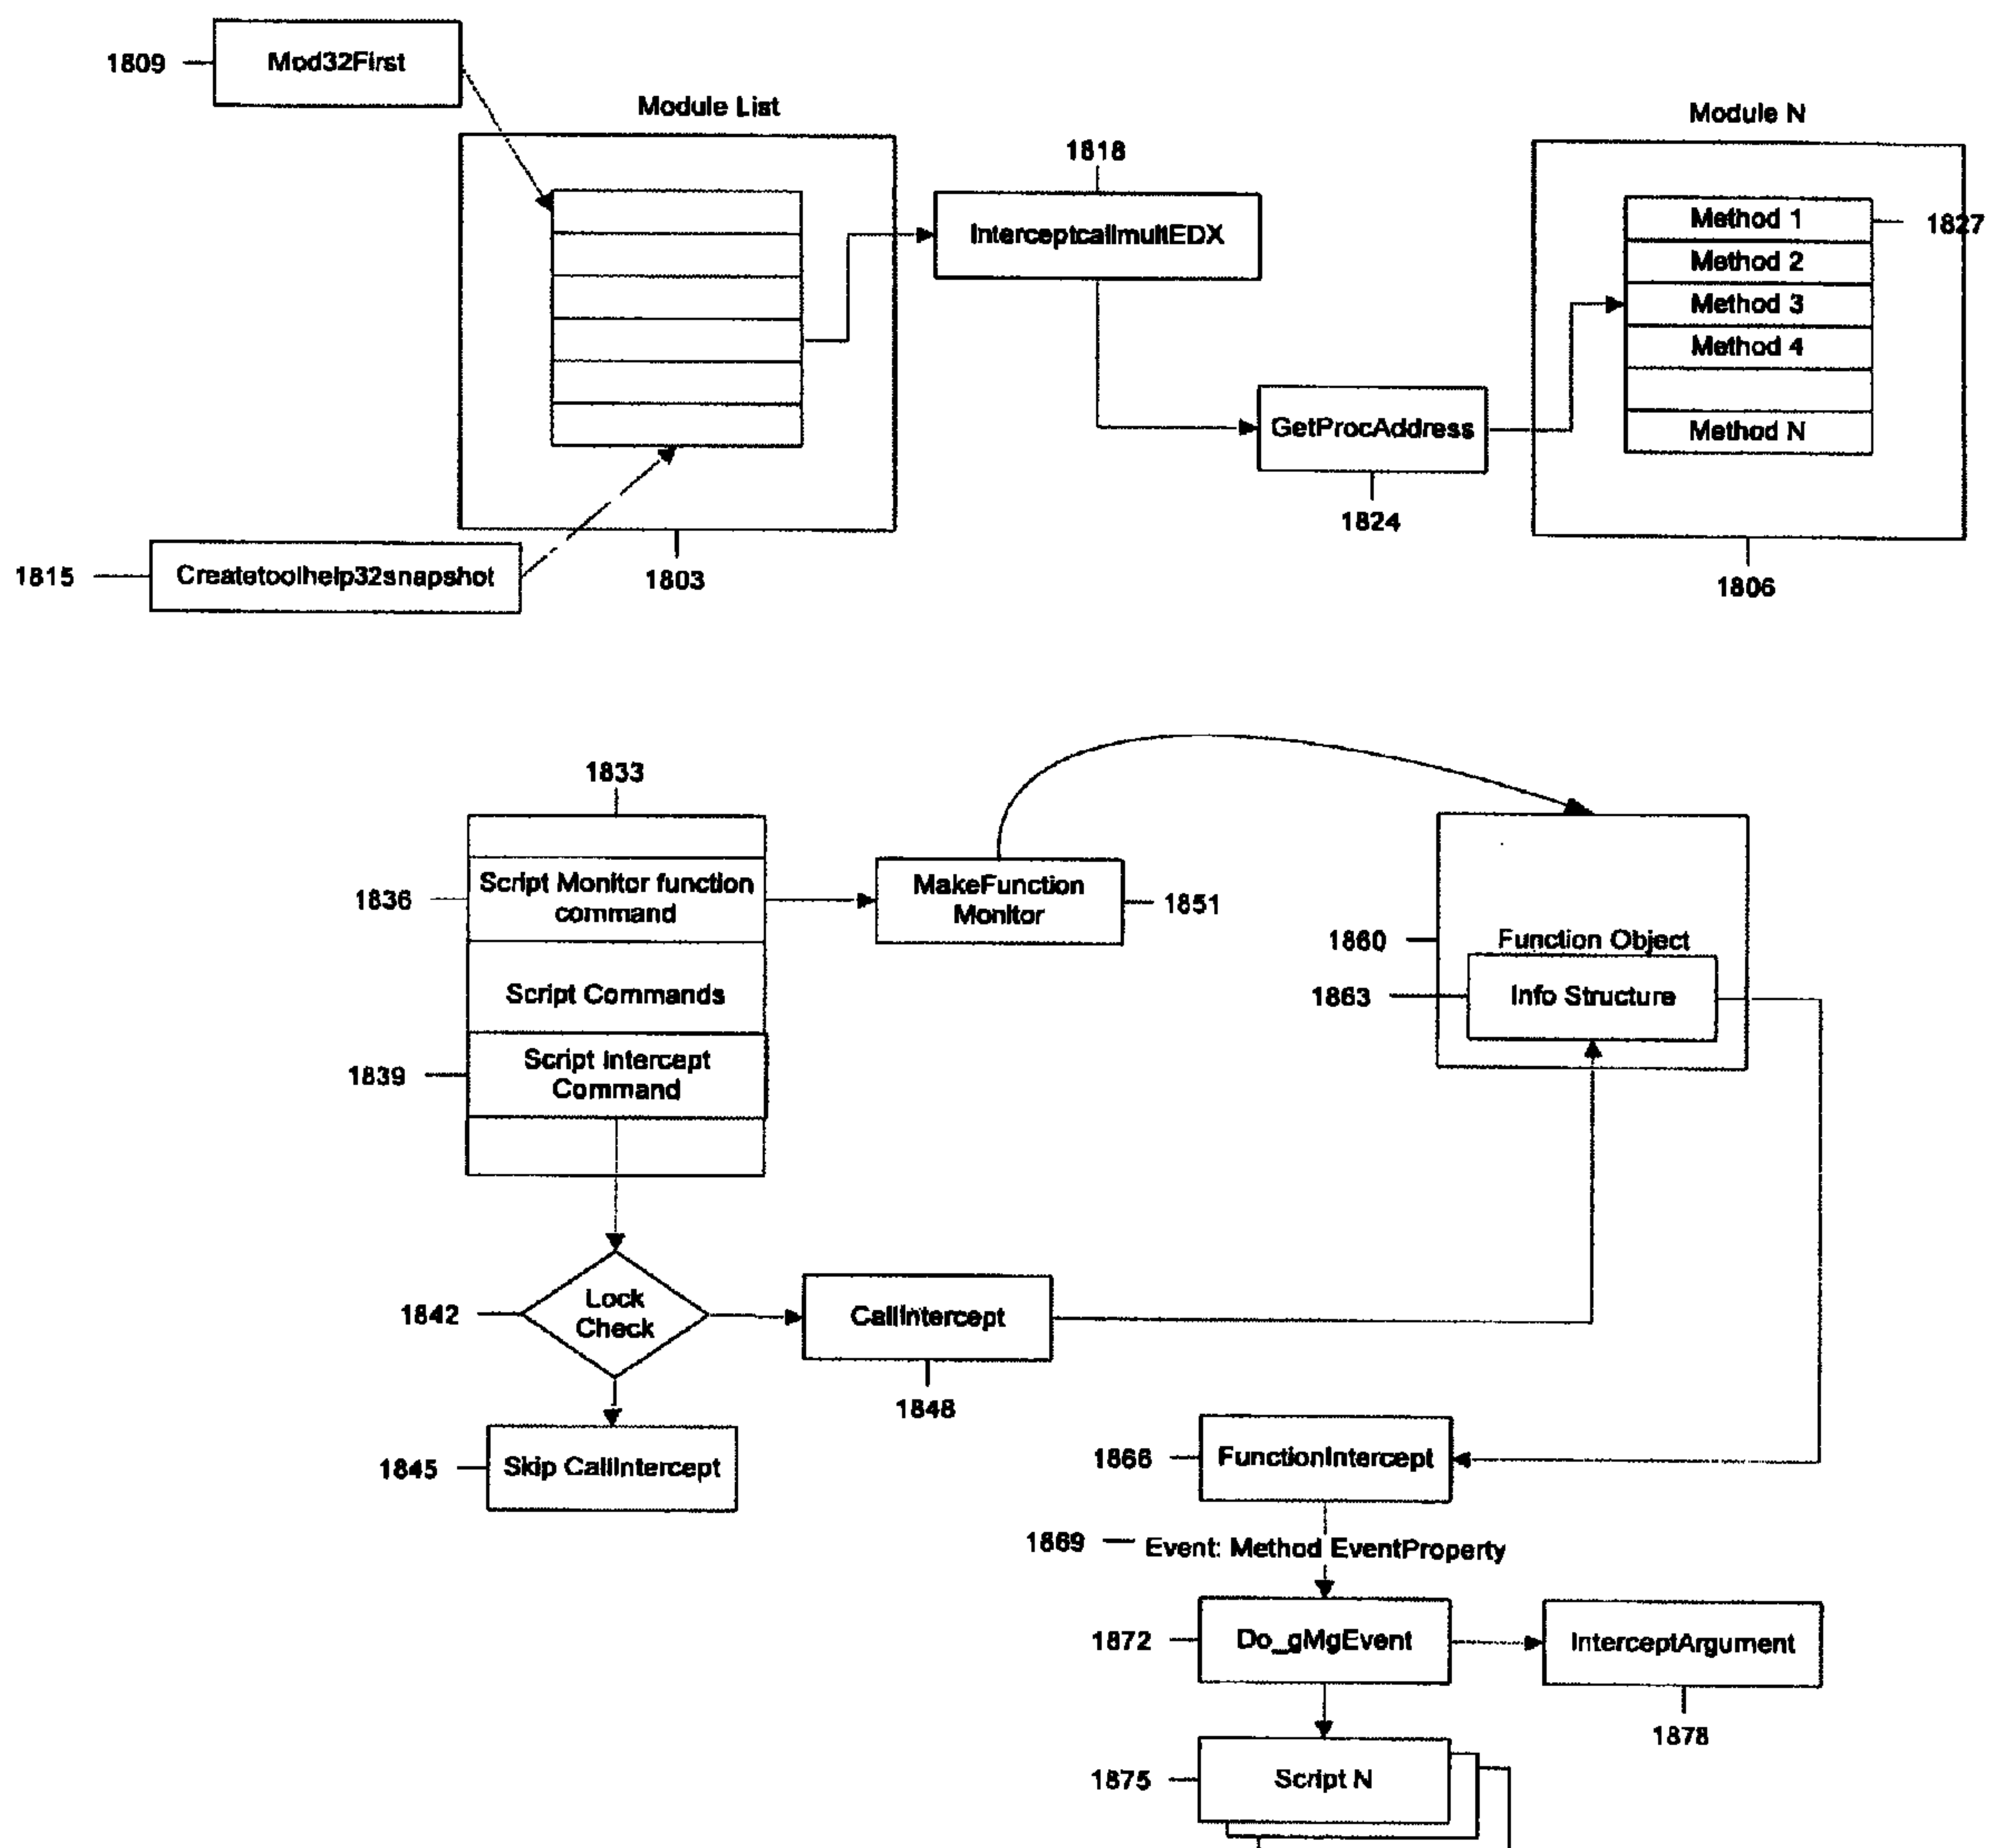 1809
Mod32First
Module List
Module N
1818
InterceptcallmultEDX
Method 1
1827
Method 2
Method 3
Method 4
Method N
GetProcAddress
1824
1815
Createtoolhelp32snapshot
1803
1806
1833
1836
Script Monitor function
command
MakeFunction
Monitor
1851
1860
Function Object
Script Commands
1863
Info Structure
1839
Script Intercept
Command
1842
Lock
Check
CallIntercept
1848
1845
Skip CallIntercept
1866
FunctionIntercept
1869
Event: Method EventProperty
1872
Do_gMgEvent
InterceptArgument
1878
1875
Script N